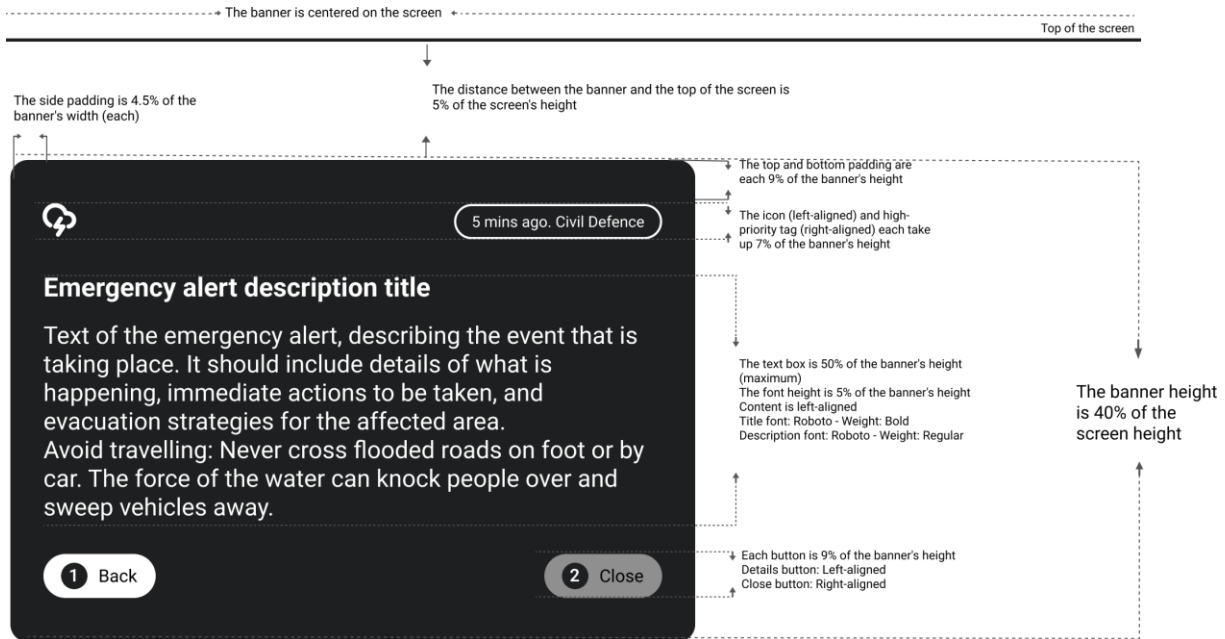 The banner is centered on the screen
Top of the screen
The distance between the banner and the top of the screen is
5% of the screen's height
The side padding is 4.5% of the
banner's width (each)
The top and bottom padding are
each 9% of the banner's height
5 mins ago. Civil Defence
The icon (left-aligned) and high-
priority tag (right-aligned) each take
up 7% of the banner's height
Emergency alert description title
Text of the emergency alert, describing the event that is
taking place. It should include details of what is
happening, immediate actions to be taken, and
evacuation strategies for the affected area.
Avoid travelling: Never cross flooded roads on foot or by
car. The force of the water can knock people over and
sweep vehicles away.
The text box is 50% of the banner's height
(maximum)
The font height is 5% of the banner's height
Content is left-aligned
Title font: Roboto - Weight: Bold
Description font: Roboto - Weight: Regular
The banner height
is 40% of the
screen height
1 Back
2 Close
Each button is 9% of the banner's height
Details button: Left-aligned
Close button: Right-aligned